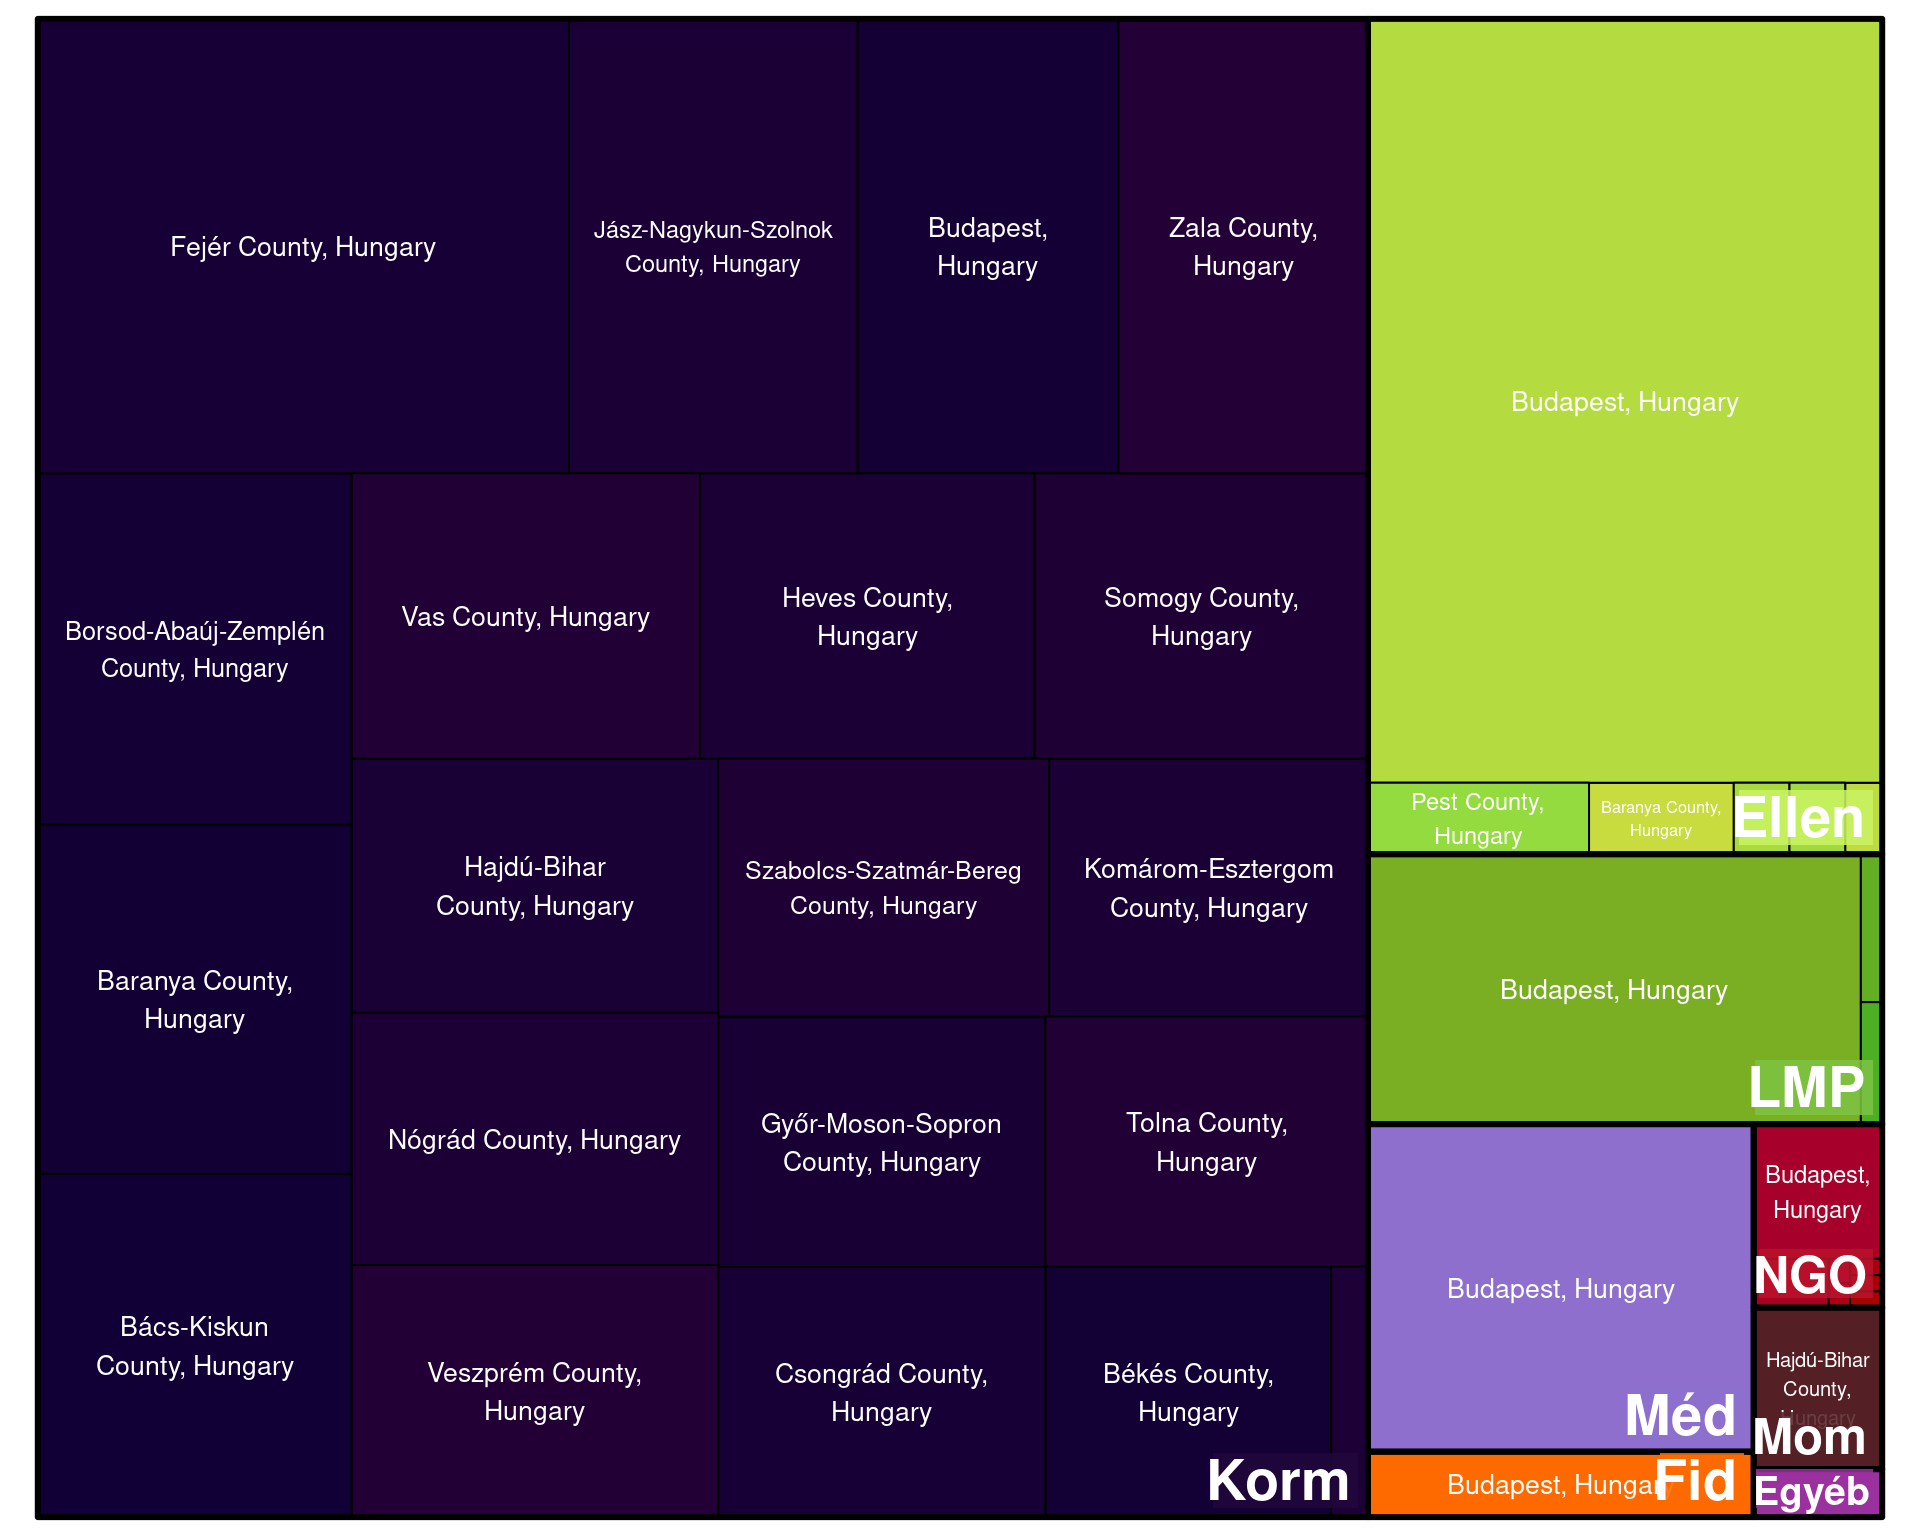 Fejér County, Hungary
Jász-Nagykun-Szolnok
County, Hungary
Budapest,
Hungary
Zala County,
Hungary
Borsod-Abaúj-Zemplén
County, Hungary
Vas County, Hungary
Heves County,
Hungary
Somogy County,
Hungary
Hajdú-Bihar
County, Hungary
Szabolcs-Szatmár-Bereg
County, Hungary
Komárom-Esztergom
County, Hungary
Baranya County,
Hungary
Nógrád County, Hungary
Győr-Moson-Sopron
County, Hungary
Tolna County,
Hungary
Bács-Kiskun
County, Hungary
Veszprém County,
Hungary
Csongrád County,
Hungary
Békés County,
Hungary
Korm
Budapest, Hungary
Pest County,
Hungary
Baranya County,
Hungary
Ellen
Budapest, Hungary
LMP
Budapest, Hungary
Méd
Budapest,
Hungary
NGO
Hajdú-Bihar
County,
Hungary
Mom
Budapest, Hungary
Fid
Egyéb